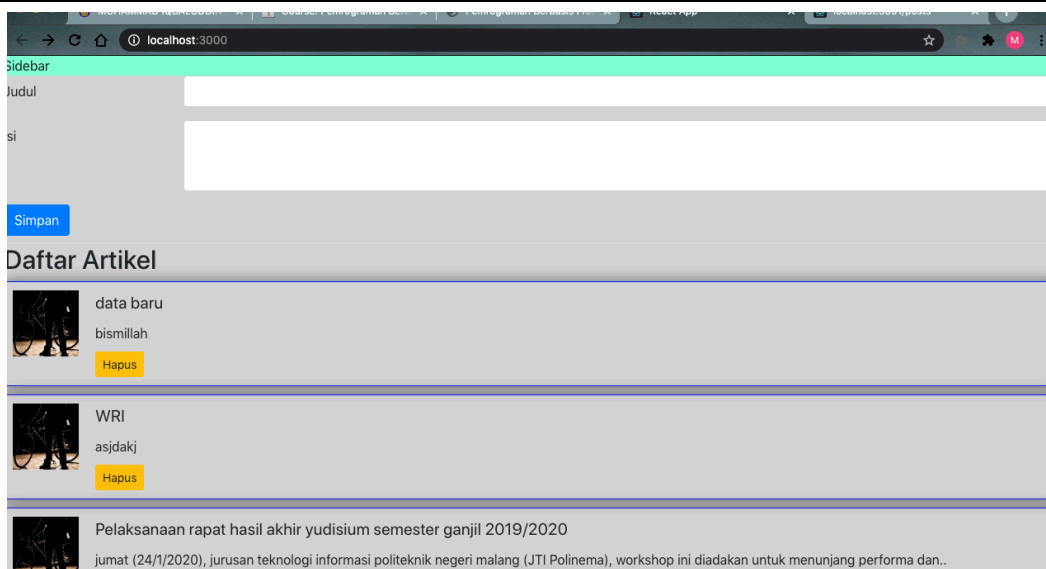 localhost:3000
M
Sidebar
Judul
Simpan
Daftar Artikel
data baru
bismillah
Hapus
WRI
asjdakj
Hapus
Pelaksanaan rapat hasil akhir yudisium semester ganjil 2019/2020
jumat (24/1/2020), jurusan teknologi informasi politeknik negeri malang (JTI Polinema), workshop ini diadakan untuk menunjang performa dan..